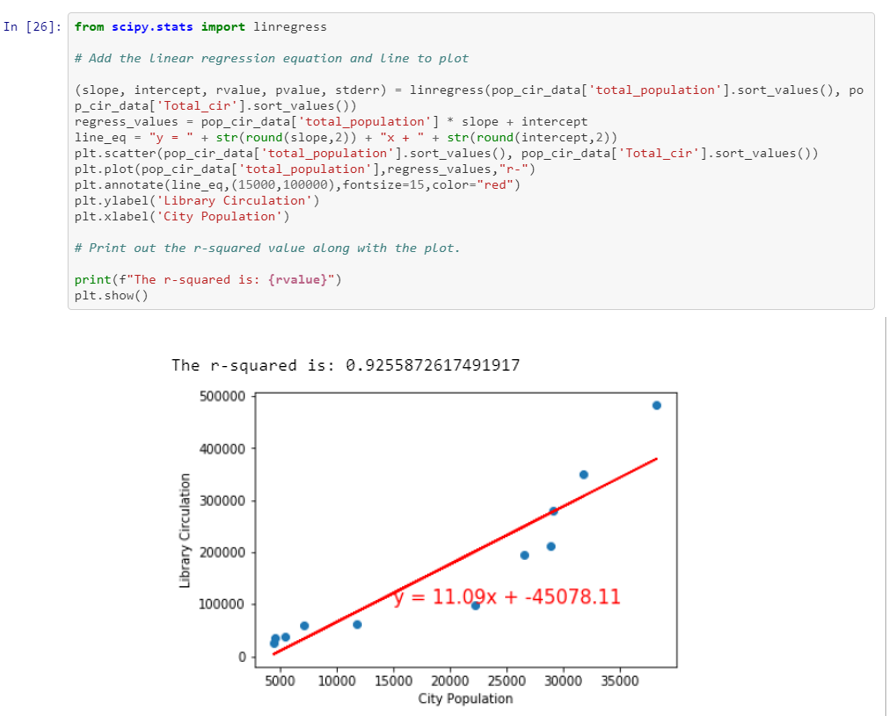 In [26]: from scipy.stats import linregress
# Add the linear regression equation and line to plot
(slope, intercept, rvalue, pvalue, stderr) = linregress(pop_cir_data['total_population'].sort_values(), po
p_cir_data['Total_cir'].sort_values())
regress_values = pop_cir_data['total_population'] * slope + intercept
line_eq = "y = " + str(round(slope,2)) + "x + " + str(round(intercept,2))
plt.scatter(pop_cir_data['total_population'].sort_values(), pop_cir_data['Total_cir'].sort_values())
plt.plot(pop_cir_data['total_population'],regress_values,"r-")
plt.annotate(line_eq,(15000,100000),fontsize=15,color="red")
plt.ylabel('Library Circulation')
plt.xlabel('City Population')
# Print out the r-squared value along with the plot.
print(f"The r-squared is: {rvalue}")
plt.show()
The r-squared is: 0.9255872617491917
500000
400000
300000
200000
100000
0
Library Circulation
y = 11.09x + -45078.11
5000 10000 15000 20000 25000 30000 35000
City Population